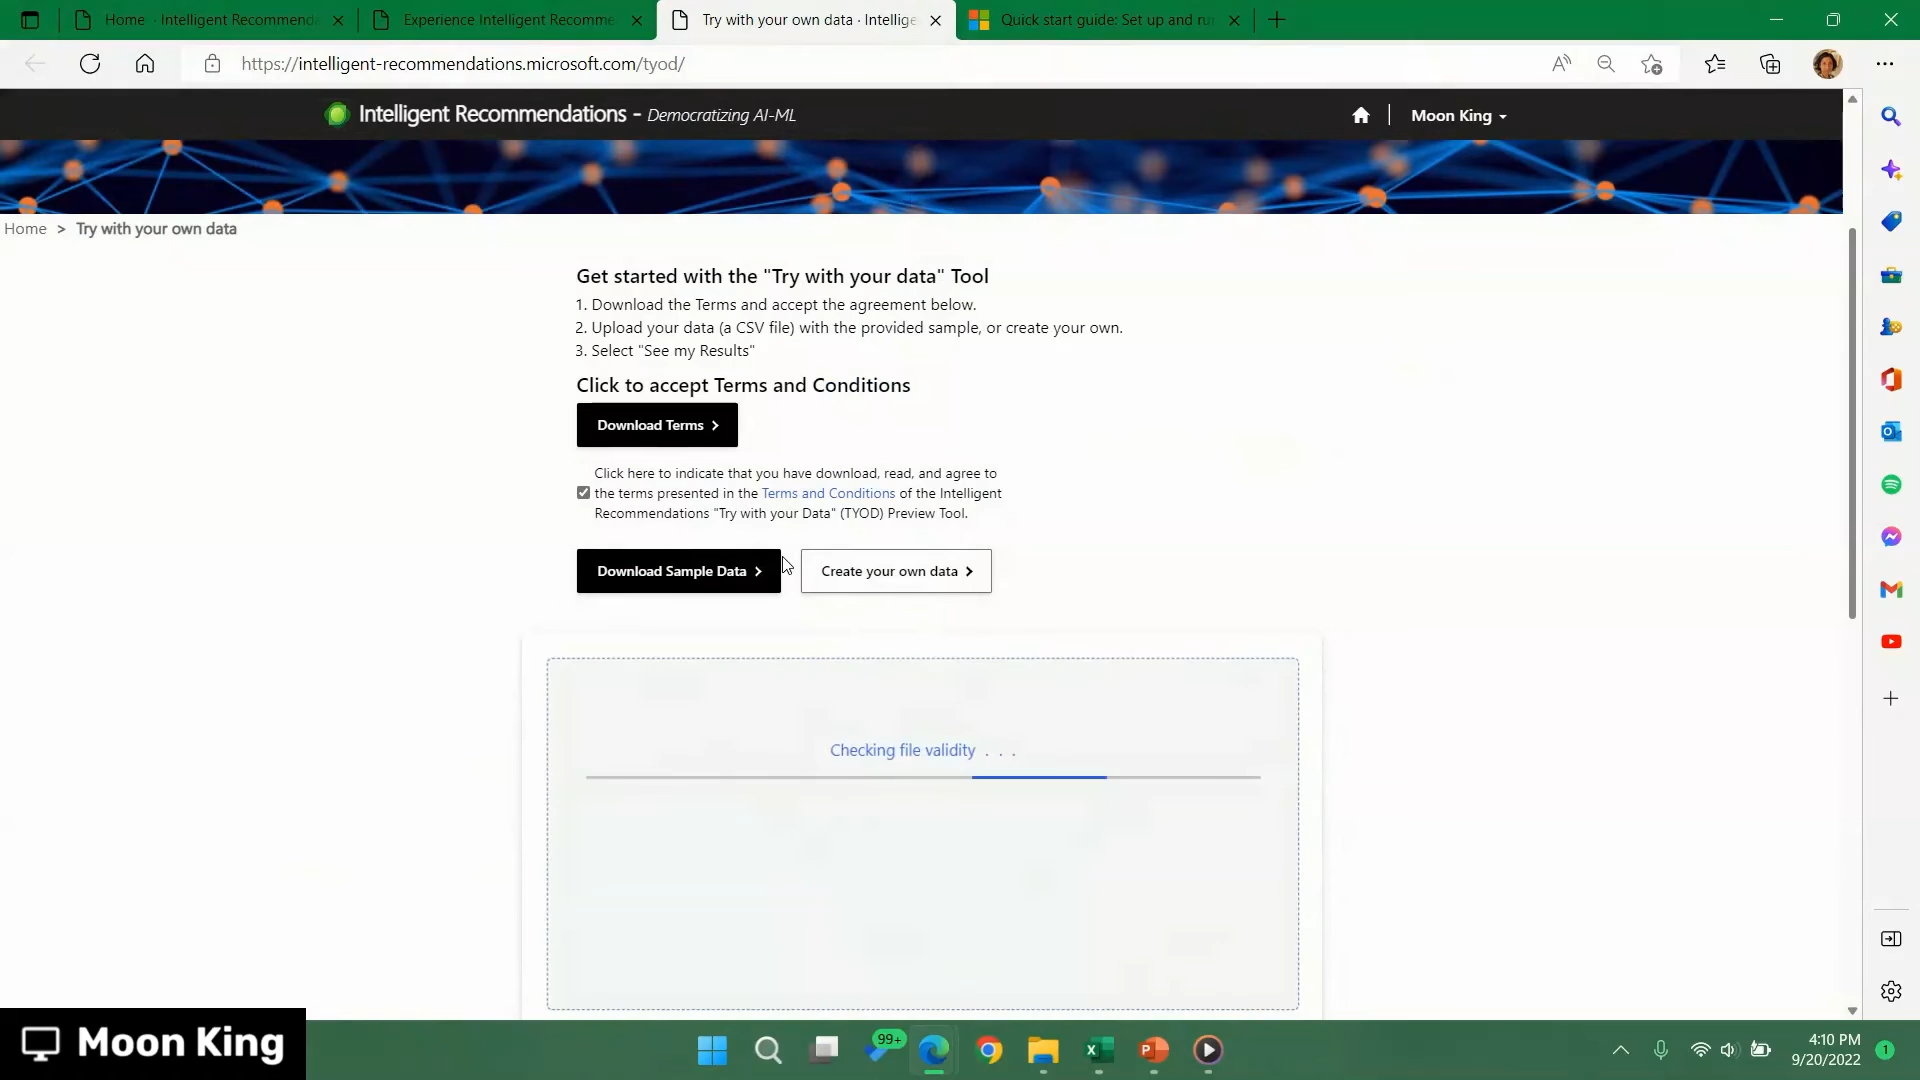 Home - Intelligent Recommend
Experience Intelligent Recomme
Try with your own data · Intellige
Quick start guide: Set up and ru
https://intelligent-recommendations.microsoft.com/tyod/
Intelligent Recommendations - Democratizing AI-ML
Moon King
Home > Try with your own data
Get started with the "Try with your data" Tool
1. Download the Terms and accept the agreement below.
2. Upload your data (a CSV file) with the provided sample, or create your own.
3. Select "See my Results"
Click to accept Terms and Conditions
Download Terms >
Click here to indicate that you have download, read, and agree to
the terms presented in the Terms and Conditions of the Intelligent
Recommendations "Try with your Data" (TYOD) Preview Tool.
Download Sample Data >
Create your own data >
Checking file validity . . .
Moon King
99+
4:10 PM
9/20/2022
1